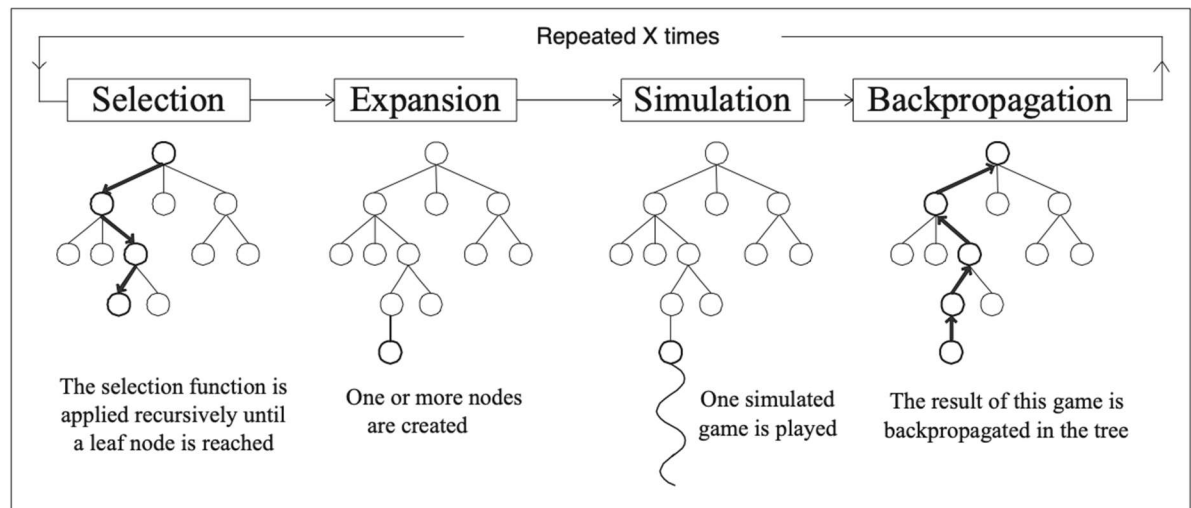 Repeated X times
Selection
Expansion
Simulation
Backpropagation
The selection function is
applied recursively until
a leaf node is reached
One or more nodes
are created
One simulated
game is played
The result of this game is
backpropagated in the tree